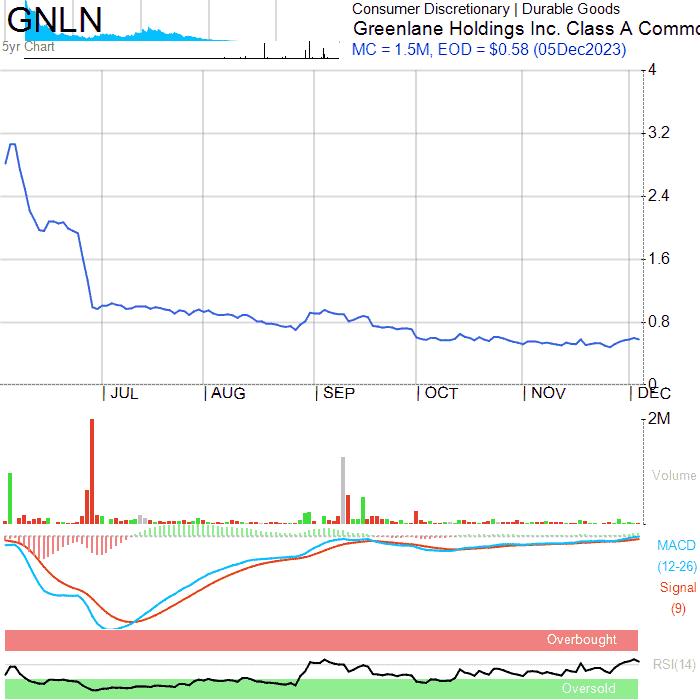 GNLN
Consumer Discretionary | Durable Goods
Greenlane Holdings Inc. Class A Commo
5yr Chart
MC = 1.5M, EOD = $0.58 (05Dec2023)
4
3.2
2.4
1.6
0.8
0
| JUL | AUG | SEP | OCT | NOV | DEC
2M
Volume
MACD
(12-26)
Signal
(9)
Overbought
RSI(14)
Oversold